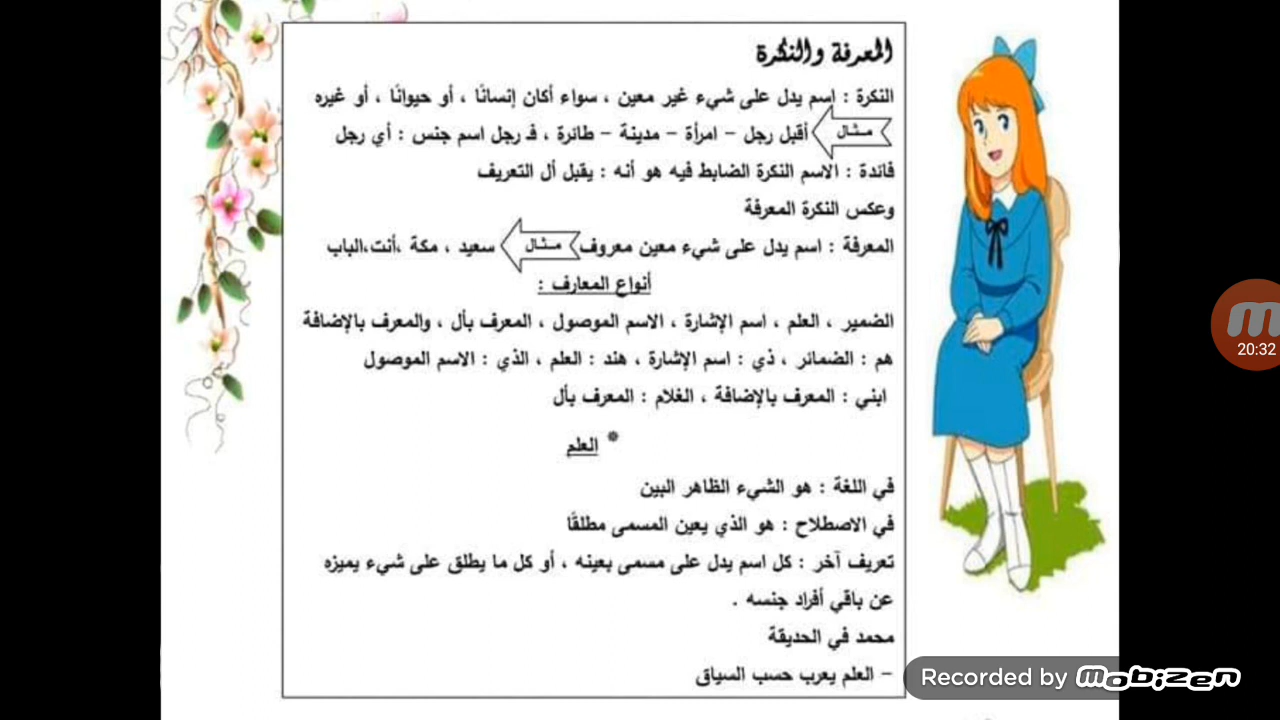 المعرفة والنكرة
النكرة : اسم يدل على شيء غير معين ، سواء أكان إنسانًا ، أو حيوانًا ، أو غيره
مثال أقبل رجل – امرأة – مدينة – طائرة ، فـ رجل اسم جنس : أي رجل
فائدة : الاسم النكرة الضابط فيه هو أنه : يقبل أل التعريف
وعكس النكرة المعرفة
المعرفة : اسم يدل على شيء معين معروف مثال سعيد ، مكة ،أنت،الباب
أنواع المعارف :
الضمير ، العلم ، اسم الإشارة ، الاسم الموصول ، المعرف بأل ، والمعرف بالإضافة
هم : الضمائر ، ذي : اسم الإشارة ، هند : العلم ، الذي : الاسم الموصول
ابني : المعرف بالإضافة ، الغلام : المعرف بأل
* العلم
في اللغة : هو الشيء الظاهر البين
في الاصطلاح : هو الذي يعين المسمى مطلقًا
تعريف آخر : كل اسم يدل على مسمى بعينه ، أو كل ما يطلق على شيء يميزه
عن باقي أفراد جنسه .
محمد في الحديقة
– العلم يعرب حسب السياق
20:32
Recorded by mobizen